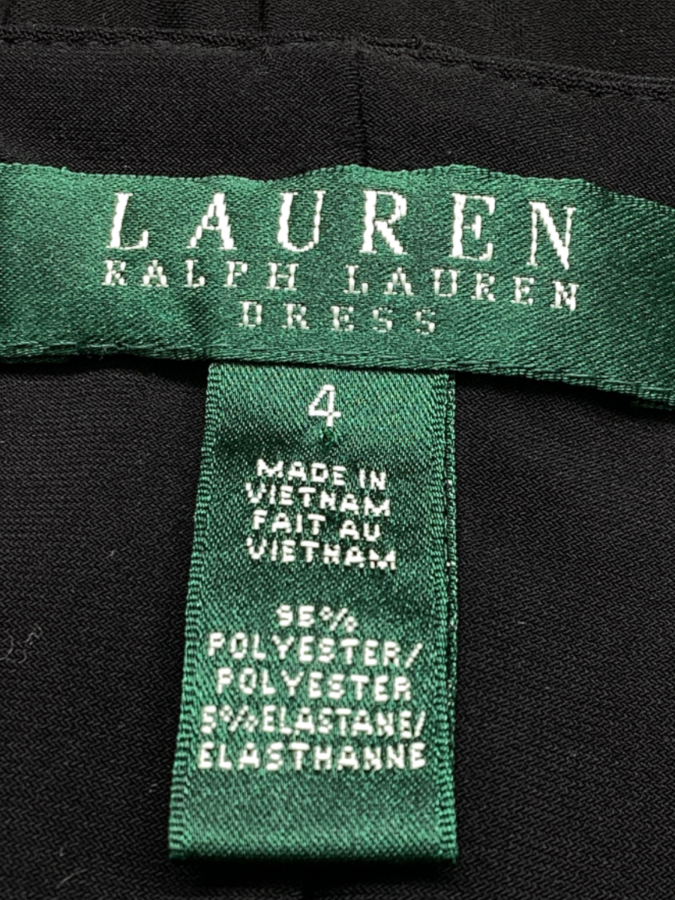 LAUREN
RALPH LAUREN
DRESS
4
MADE IN
VIETNAM
FAIT AU
VIETNAM
95%
POLYESTER/
POLYESTER
5%ELASTANE/
ELASTHANNE